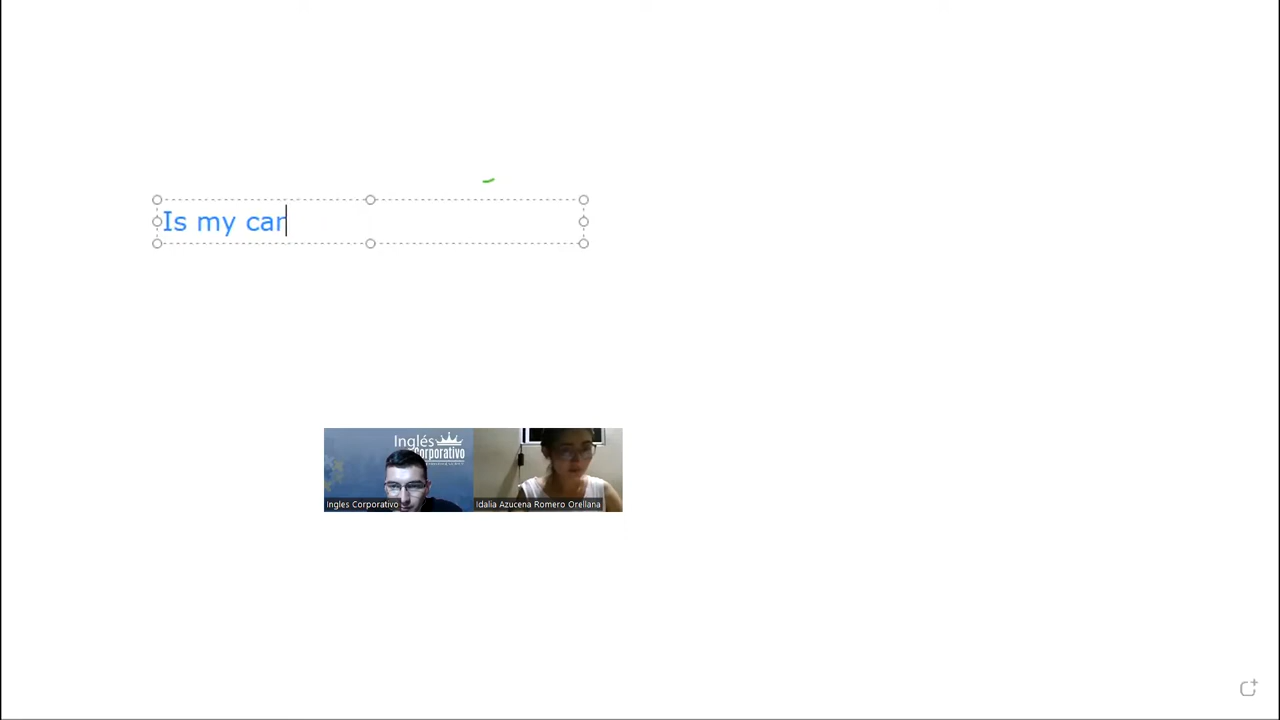 Is my car
Inglés
Corporativo
Ingles Corporativo
Idalia Azucena Romero Orellana